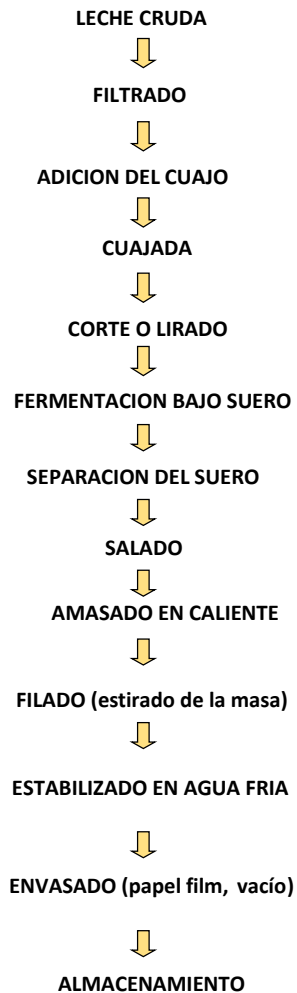 LECHE CRUDA
FILTRADO
ADICION DEL CUAJO
CUAJADA
CORTE O LIRADO
FERMENTACION BAJO SUERO
SEPARACION DEL SUERO
SALADO
AMASADO EN CALIENTE
FILADO (estirado de la masa)
ESTABILIZADO EN AGUA FRIA
ENVASADO (papel film, vacío)
ALMACENAMIENTO